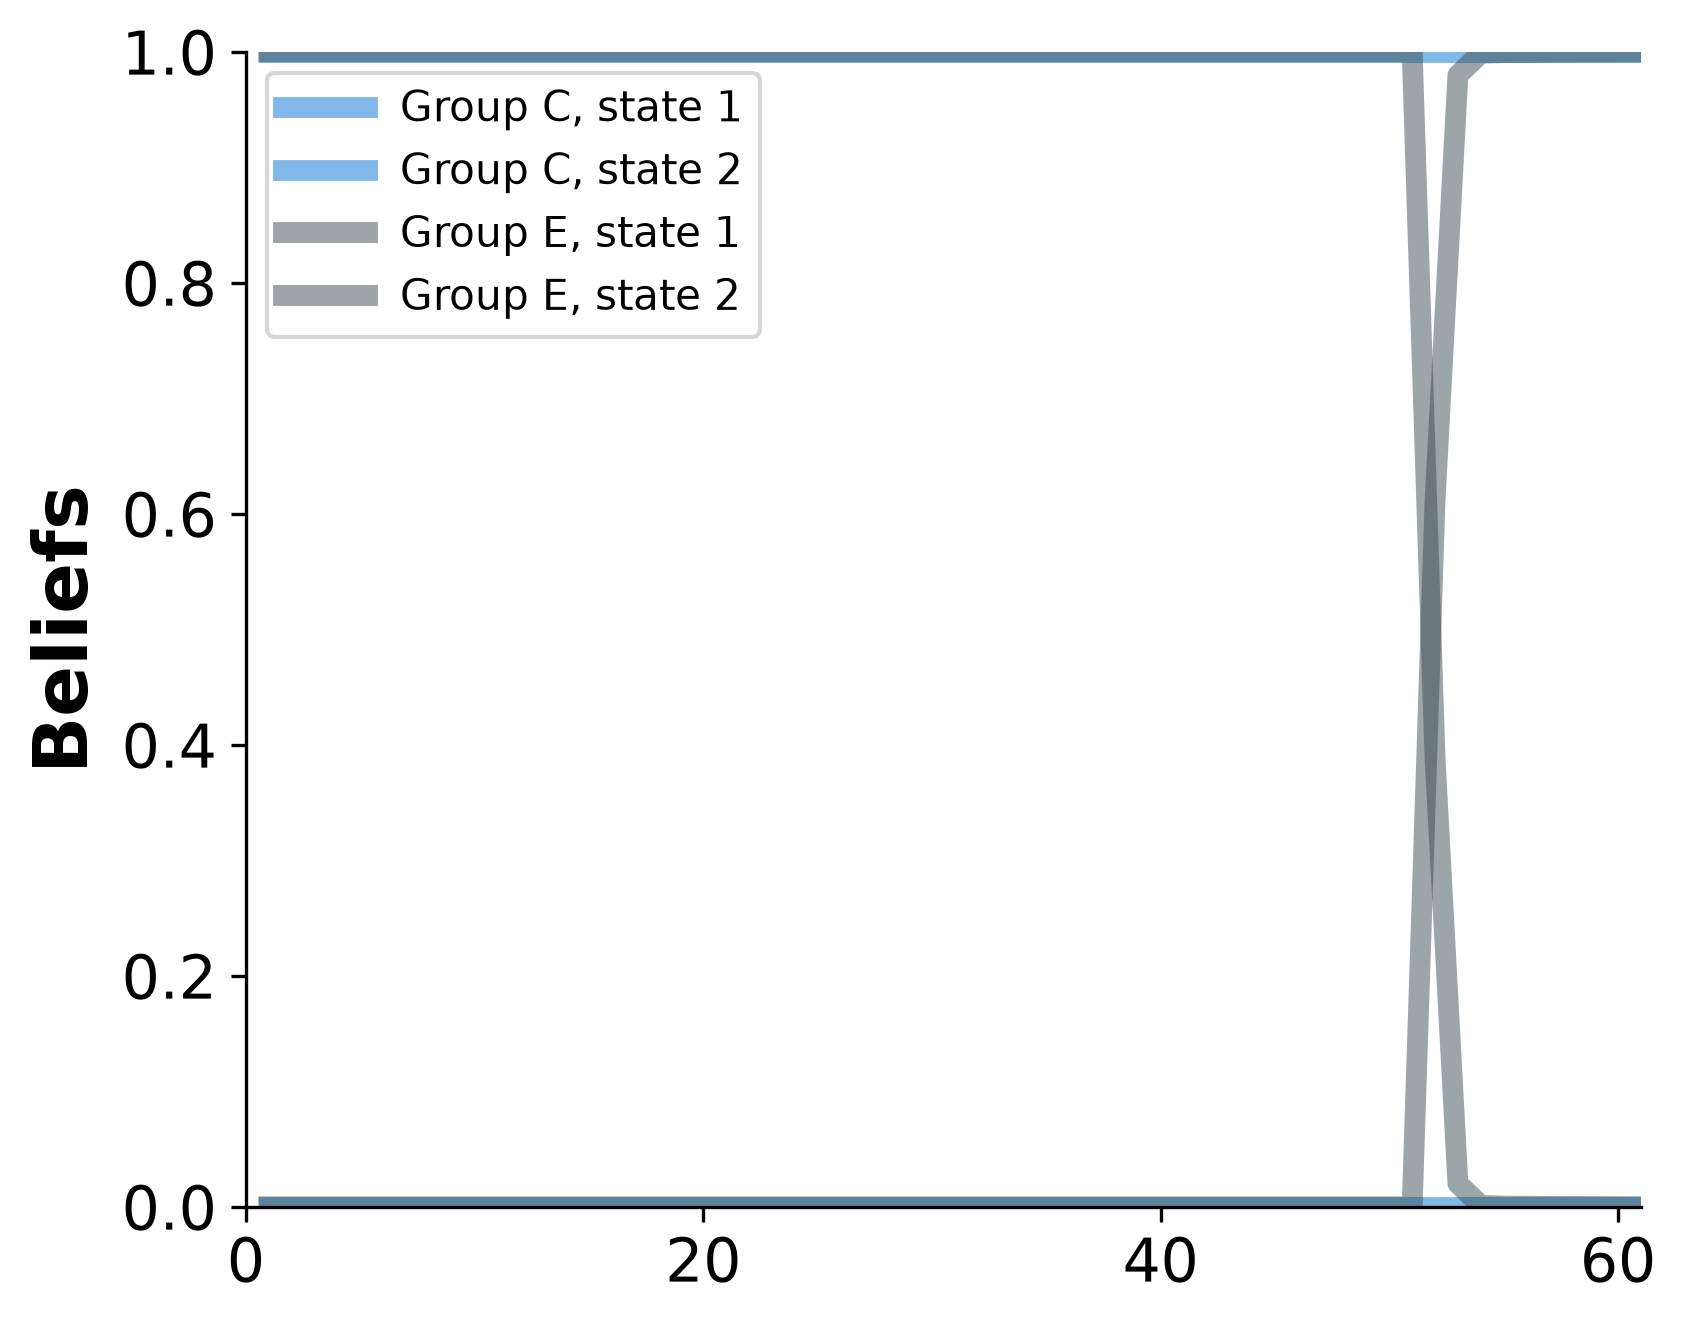 1.0
0.8
0.6
0.4
0.2
0.0
Beliefs
Group C, state 1
Group C, state 2
Group E, state 1
Group E, state 2
0 20 40 60